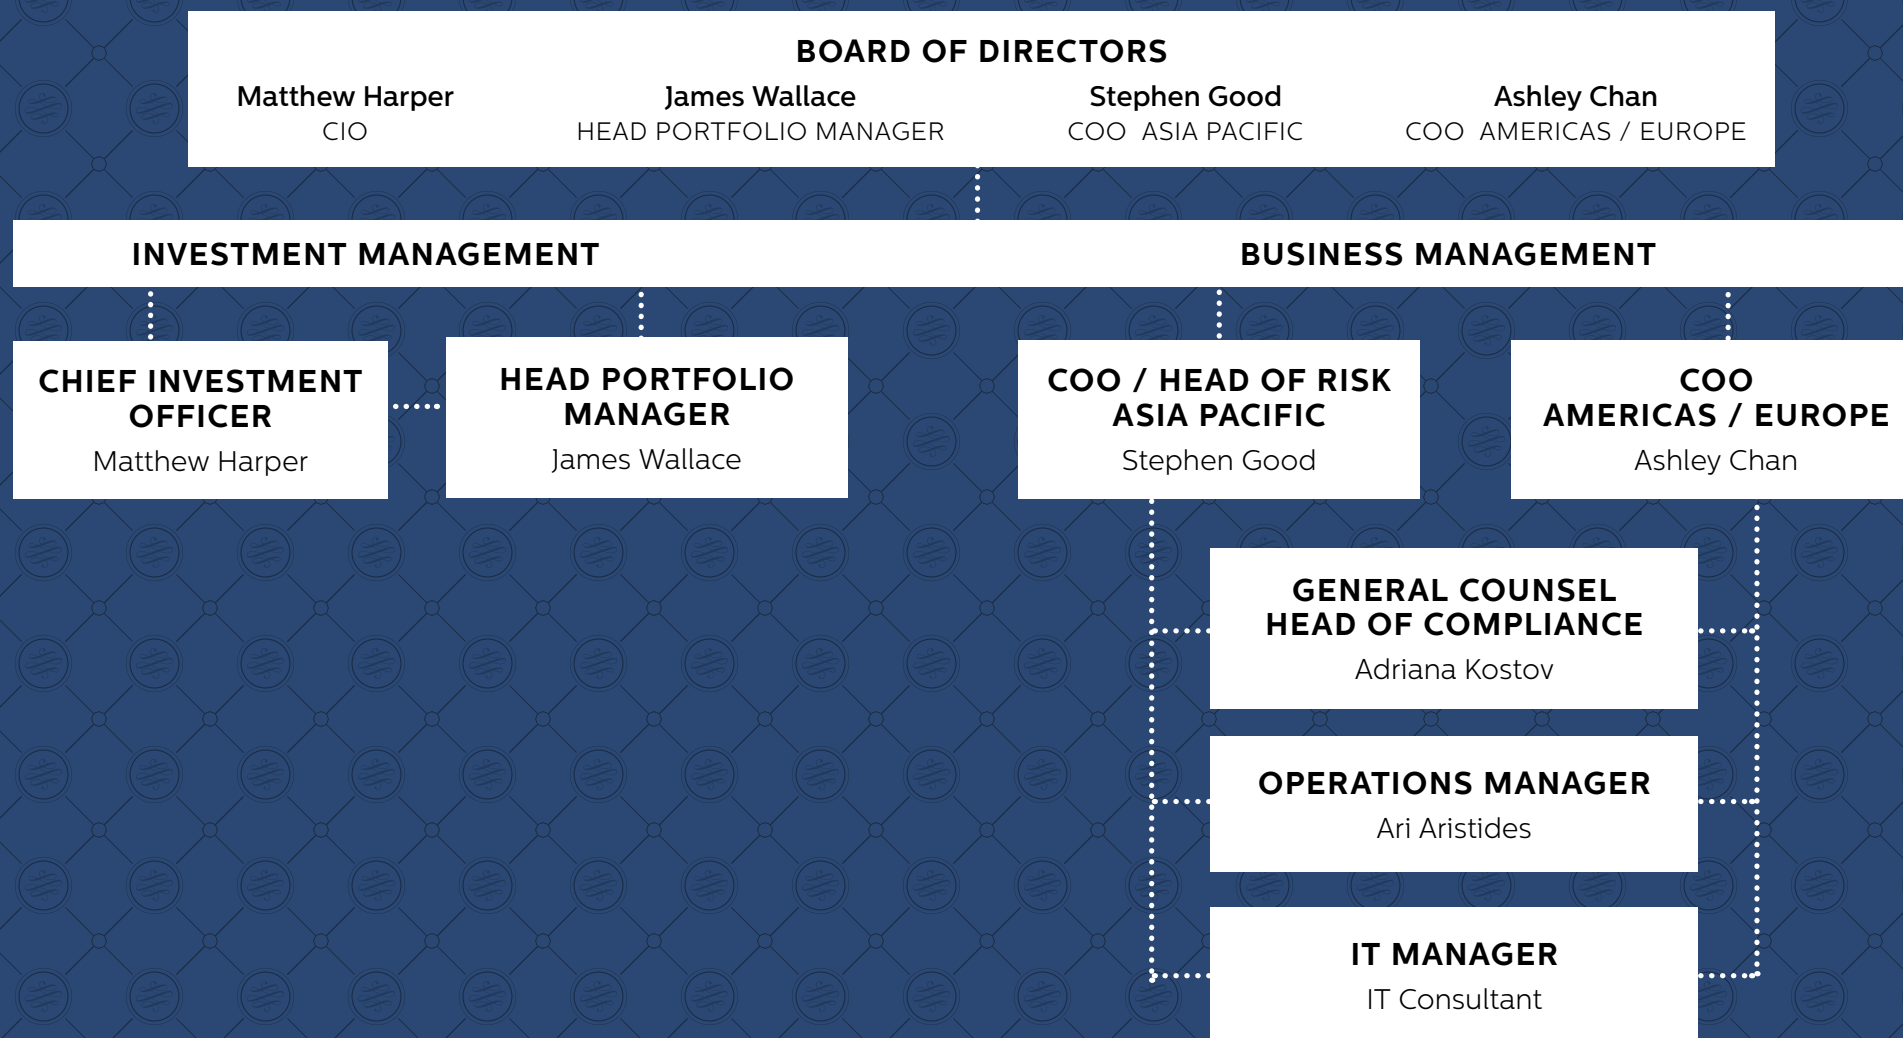 BOARD OF DIRECTORS
Matthew Harper
CIO
James Wallace
HEAD PORTFOLIO MANAGER
Stephen Good
COO ASIA PACIFIC
Ashley Chan
COO AMERICAS / EUROPE
INVESTMENT MANAGEMENT
BUSINESS MANAGEMENT
CHIEF INVESTMENT
OFFICER
Matthew Harper
HEAD PORTFOLIO
MANAGER
James Wallace
COO / HEAD OF RISK
ASIA PACIFIC
Stephen Good
COO
AMERICAS / EUROPE
Ashley Chan
GENERAL COUNSEL
HEAD OF COMPLIANCE
Adriana Kostov
OPERATIONS MANAGER
Ari Aristides
IT MANAGER
IT Consultant